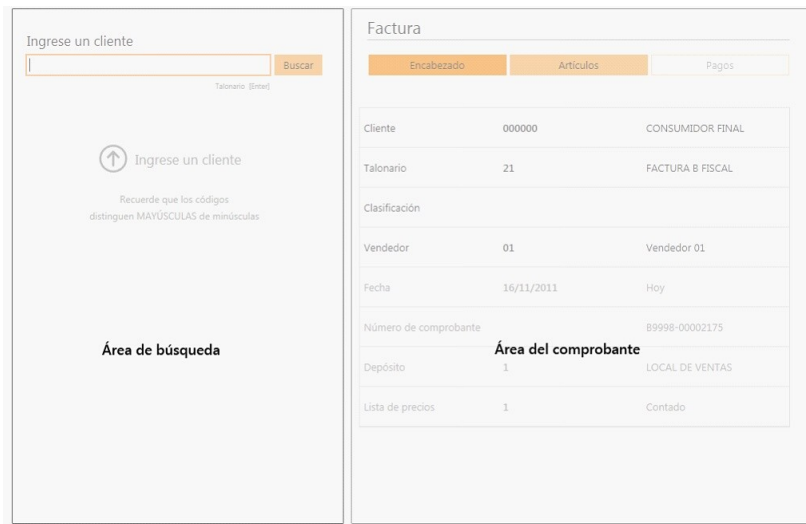 Ingrese un cliente
Buscar
Talonario [Enter]
Ingrese un cliente
Recuerde que los códigos
distinguen MAYÚSCULAS de minúsculas
Área de búsqueda
Factura
Encabezado Artículos Pagos
Cliente 000000 CONSUMIDOR FINAL
Talonario 21 FACTURA B FISCAL
Clasificación
Vendedor 01 Vendedor 01
Fecha 16/11/2011 Hoy
Número de comprobante B9998-00002175
Área del comprobante
Depósito 1 LOCAL DE VENTAS
Lista de precios 1 Contado